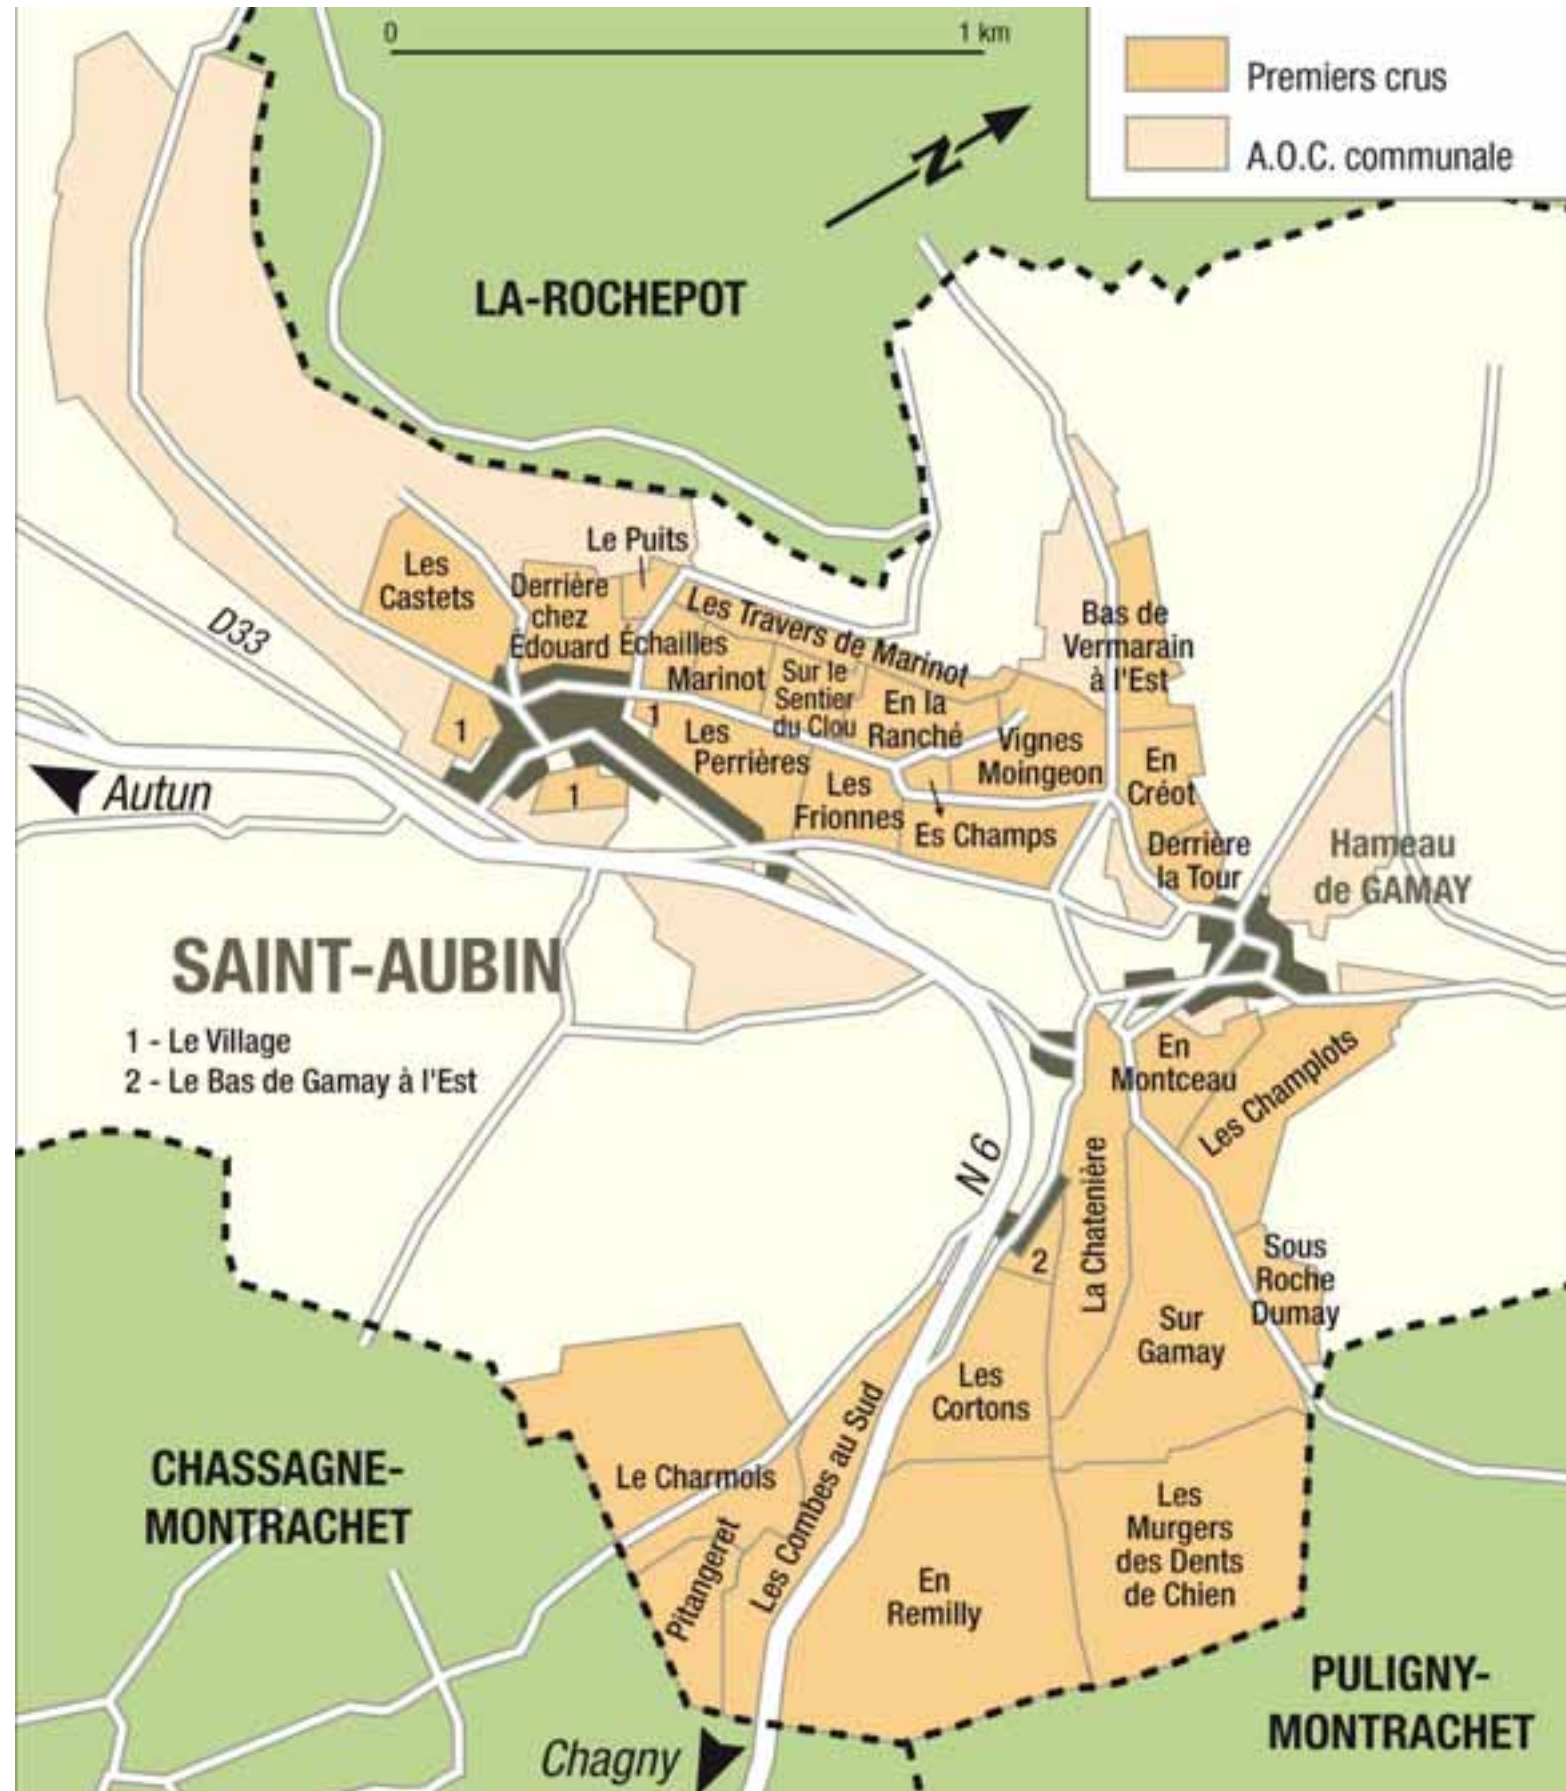 0
1 km
Premiers crus
A.O.C. communale
N
LA-ROCHEPOT
Le Puits
Les
Castets
Derrière
chez
Édouard
Échailles
Les Travers de Marinot
Bas de
Vermarain
à l'Est
D33
Marinot
Sur le
Sentier
du Clou
En la
Ranché
1
1
Les
Perrières
Vignes
Moingeon
En
Créot
Autun
1
Les
Frionnes
Es Champs
Derrière
la Tour
Hameau
de GAMAY
SAINT-AUBIN
1 - Le Village
2 - Le Bas de Gamay à l'Est
En
Montceau
Les Champlots
N 6
La Chatenière
2
Sous
Roche
Dumay
Sur
Gamay
Les
Cortons
CHASSAGNE-
MONTRACHET
Le Charmois
Les Combes au Sud
Pitangeret
En
Remilly
Les
Murgers
des Dents
de Chien
PULIGNY-
MONTRACHET
Chagny